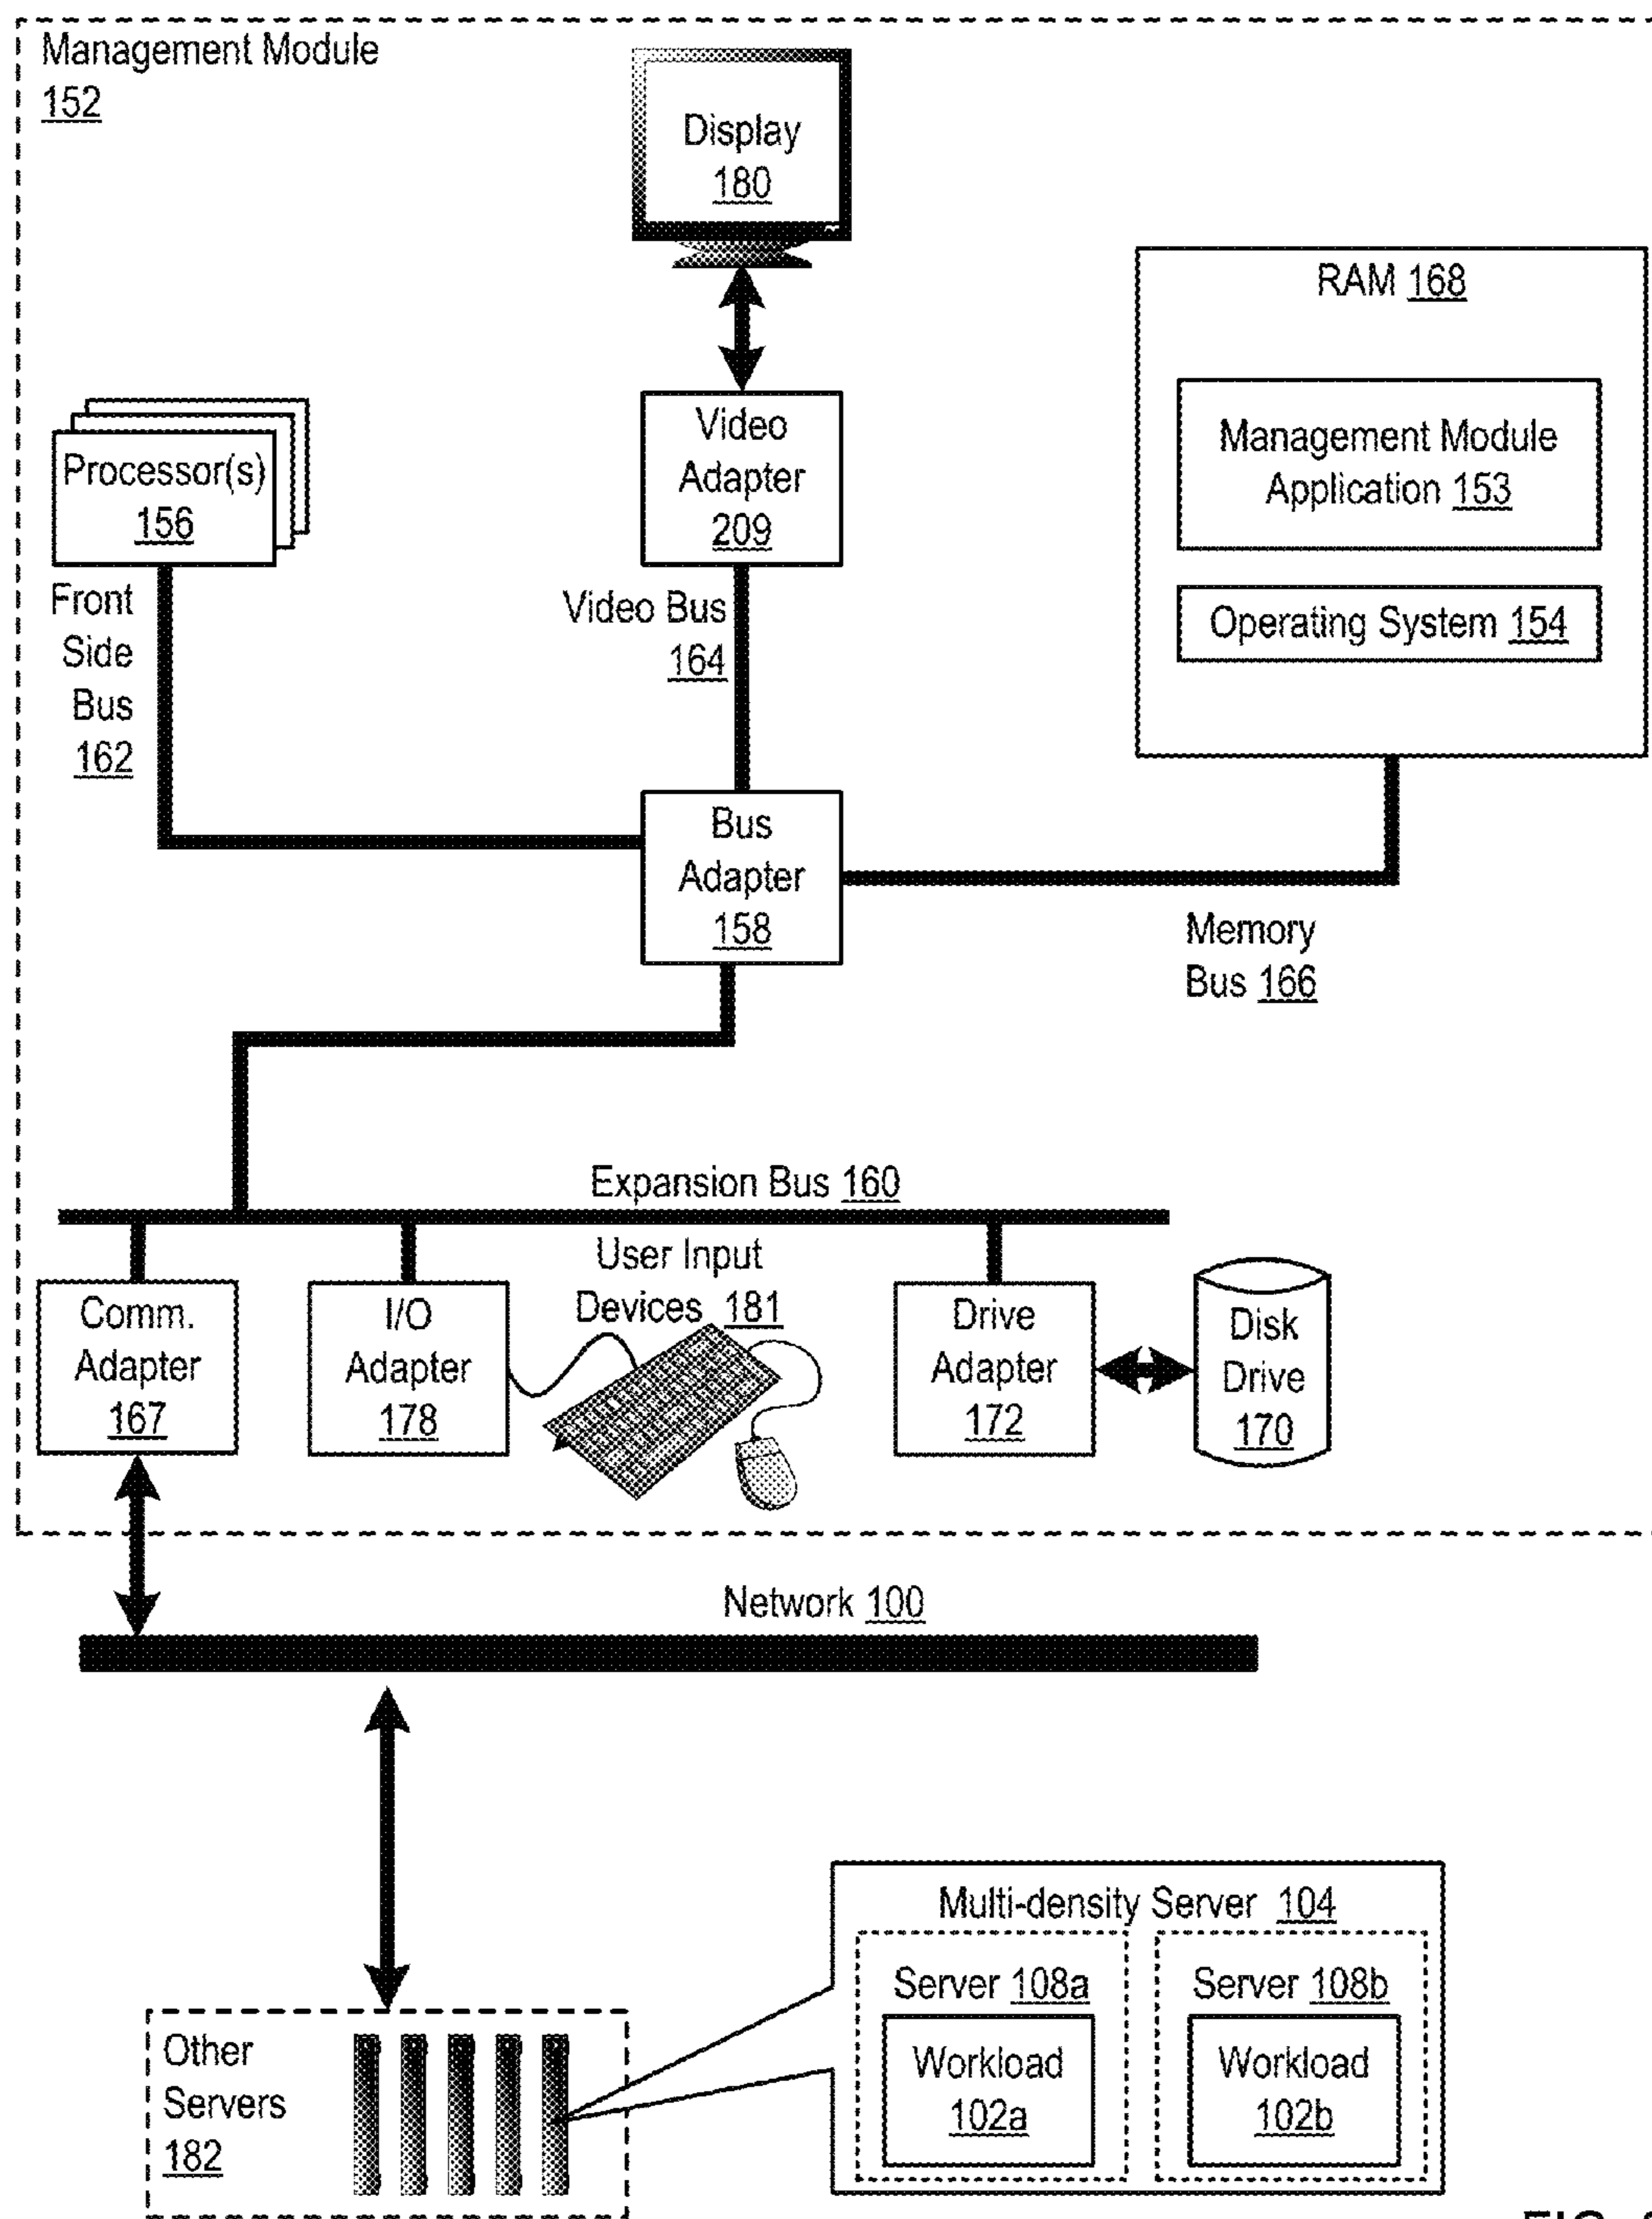 Management Module
152
Display
180
RAM 168
Management Module
Application 153
Operating System 154
Processor(s)
156
Video
Adapter
209
Front
Side
Bus
162
Video Bus
164
Bus
Adapter
158
Memory
Bus 166
Expansion Bus 160
Comm.
Adapter
167
I/O
Adapter
178
User Input
Devices 181
Drive
Adapter
172
Disk
Drive
170
Network 100
Multi-density Server 104
Server 108a
Workload
102a
Server 108b
Workload
102b
Other
Servers
182
FIG.